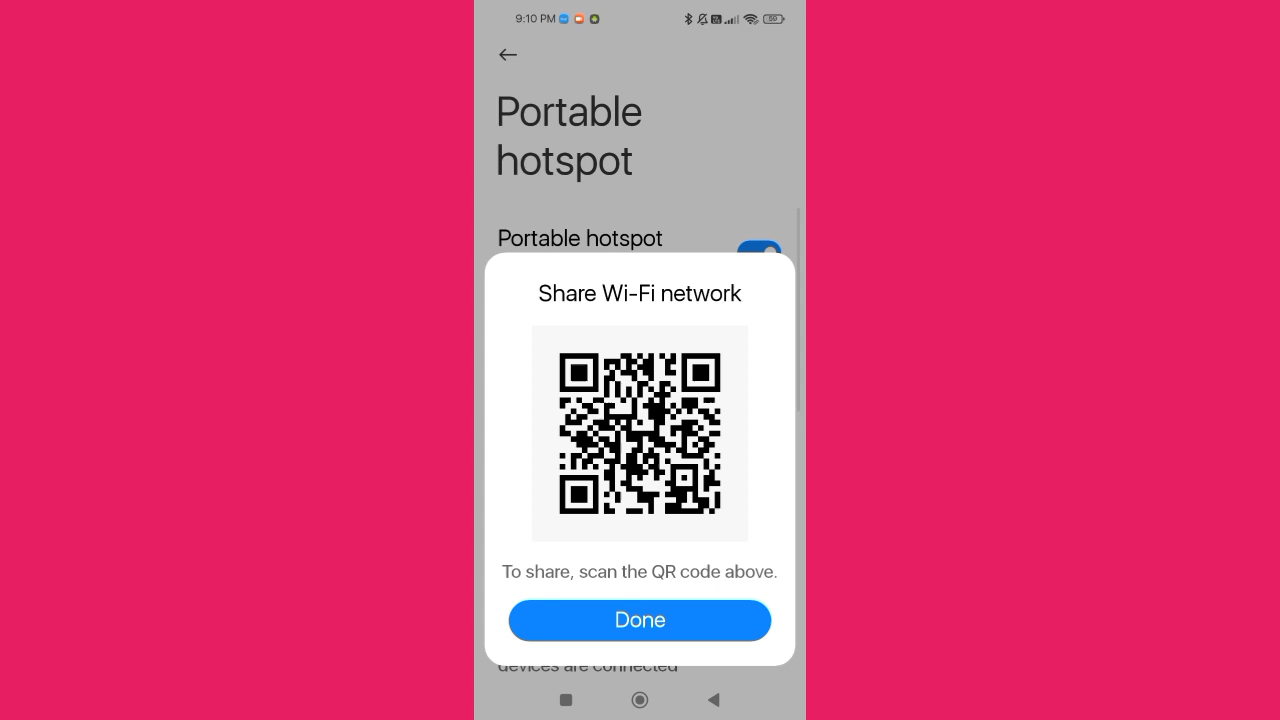 9:10 PM
59
Portable
hotspot
Portable hotspot
Share Wi-Fi network
To share, scan the QR code above.
Done
devices are connected